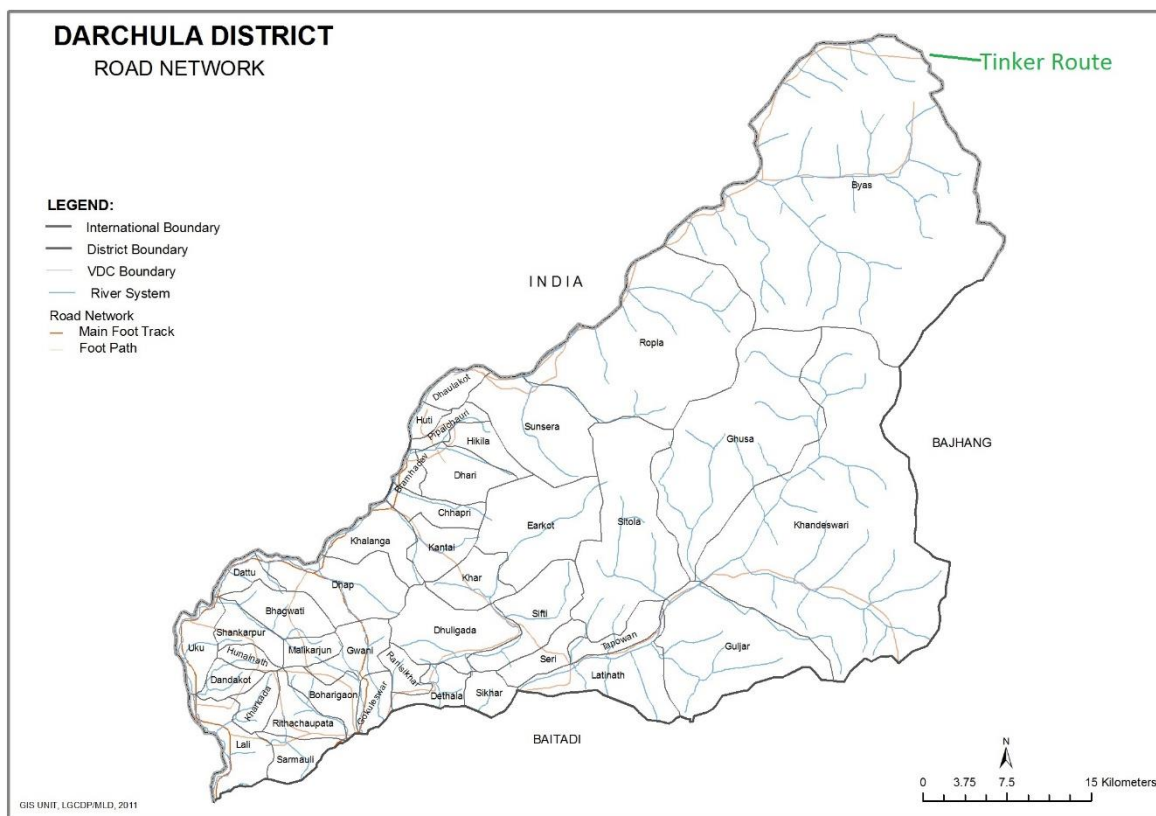 DARCHULA DISTRICT
ROAD NETWORK
Tinker Route
LEGEND:
International Boundary
District Boundary
VDC Boundary
River System
Road Network
Main Foot Track
Foot Path
INDIA
BAJHANG
BAITADI
Byas
Ropla
Dhaulakot
Huti
Pipalchauri
Hikila
Sunsera
Bramhadev
Dhari
Ghusa
Chhapri
Earkot
Sitola
Khandeswari
Khalanga
Kantai
Khar
Dattu
Dhap
Bhagwati
Sifti
Dhuligada
Shankarpur
Uku
Hunainath
Malikarjun
Gwani
Ranisikhar
Seri
Tapowan
Guljar
Dandakot
Kharkada
Boharigaon
Gokuleswar
Dethala
Sikhar
Latinath
Rithachaupata
Lali
Sarmauli
N
0 3.75 7.5 15 Kilometers
GIS UNIT, LGCDP/MLD, 2011